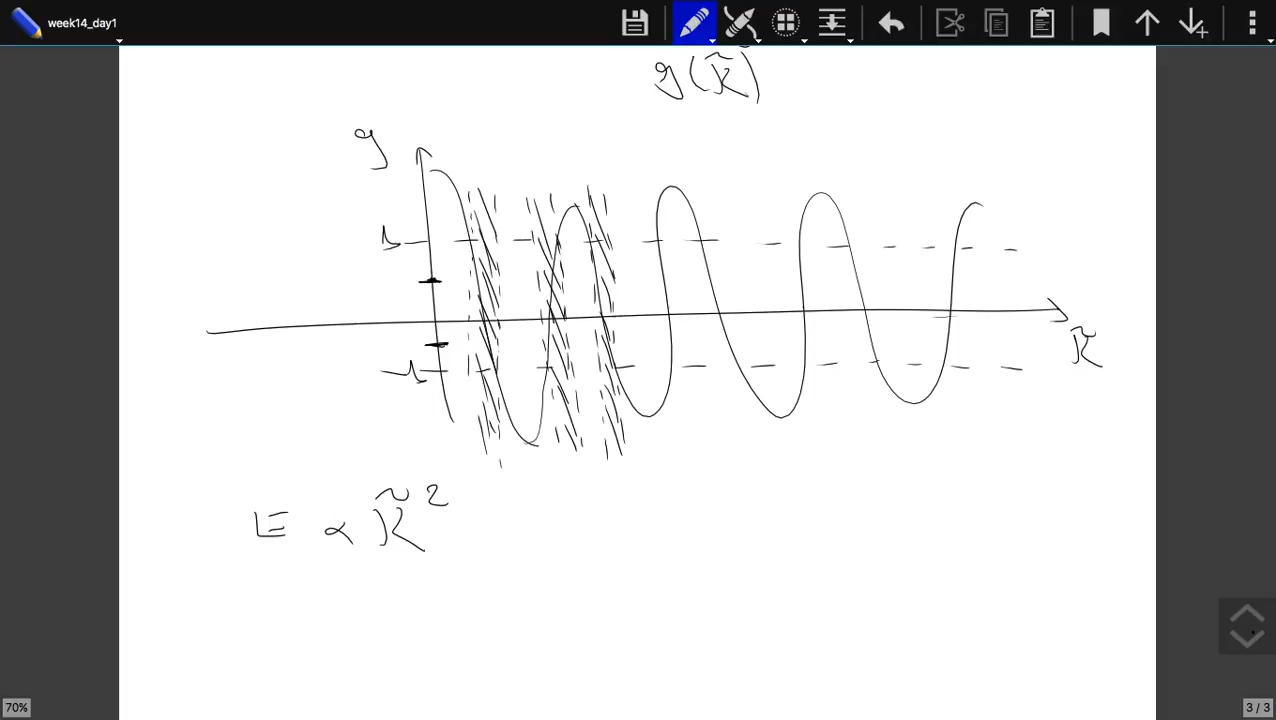 week14_day1
g(k̃)
g
1
-1
k̃
E ∝ k̃²
70%
3 / 3